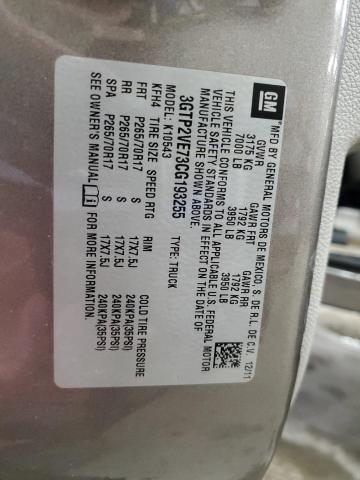 GM
MFD BY GENERAL MOTORS DE MEXICO, S. DE R.L. DE C.V. 12/11
GVWR GAWR FRT GAWR RR
3175 KG 1792 KG 1792 KG
7000 LB 3950 LB 3950 LB
THIS VEHICLE CONFORMS TO ALL APPLICABLE U.S. FEDERAL MOTOR
VEHICLE SAFETY STANDARDS IN EFFECT ON THE DATE OF
MANUFACTURE SHOWN ABOVE.
3GTP2VE73CG193255 TYPE: TRUCK
MODEL: K10543
KFH4 TIRE SIZE SPEED RTG RIM COLD TIRE PRESSURE
FRT P265/70R17 S 17X7.5J 240KPA(35PSI)
RR P265/70R17 S 17X7.5J 240KPA(35PSI)
SPA P265/70R17 S 17X7.5J 240KPA(35PSI)
SEE OWNER'S MANUAL FOR MORE INFORMATION.